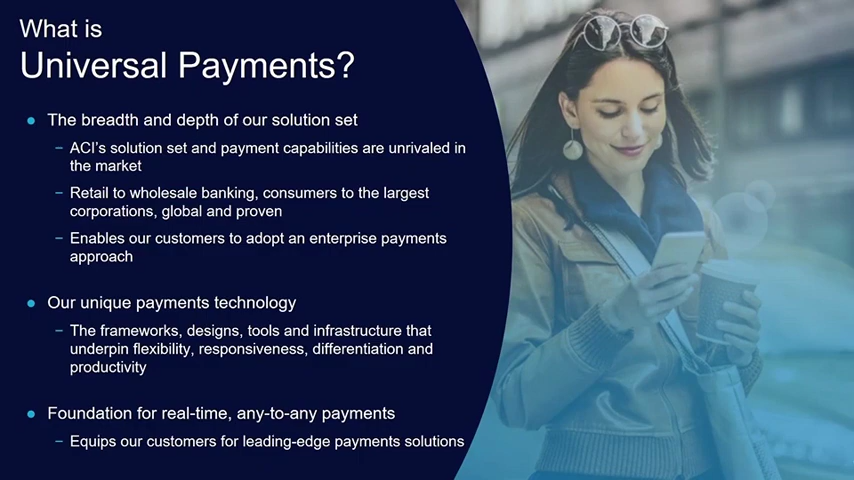 What is
Universal Payments?
● The breadth and depth of our solution set
− ACI's solution set and payment capabilities are unrivaled in
the market
− Retail to wholesale banking, consumers to the largest
corporations, global and proven
− Enables our customers to adopt an enterprise payments
approach
● Our unique payments technology
− The frameworks, designs, tools and infrastructure that
underpin flexibility, responsiveness, differentiation and
productivity
● Foundation for real-time, any-to-any payments
− Equips our customers for leading-edge payments solutions